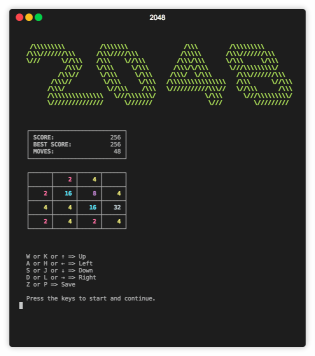 2048
2048
SCORE: 256
BEST SCORE: 256
MOVES: 48
2 4
2 16 8 4
4 4 16 32
2 4 2 4
W or K or ↑ => Up
A or H or ← => Left
S or J or ↓ => Down
D or L or → => Right
Z or P => Save
Press the keys to start and continue.